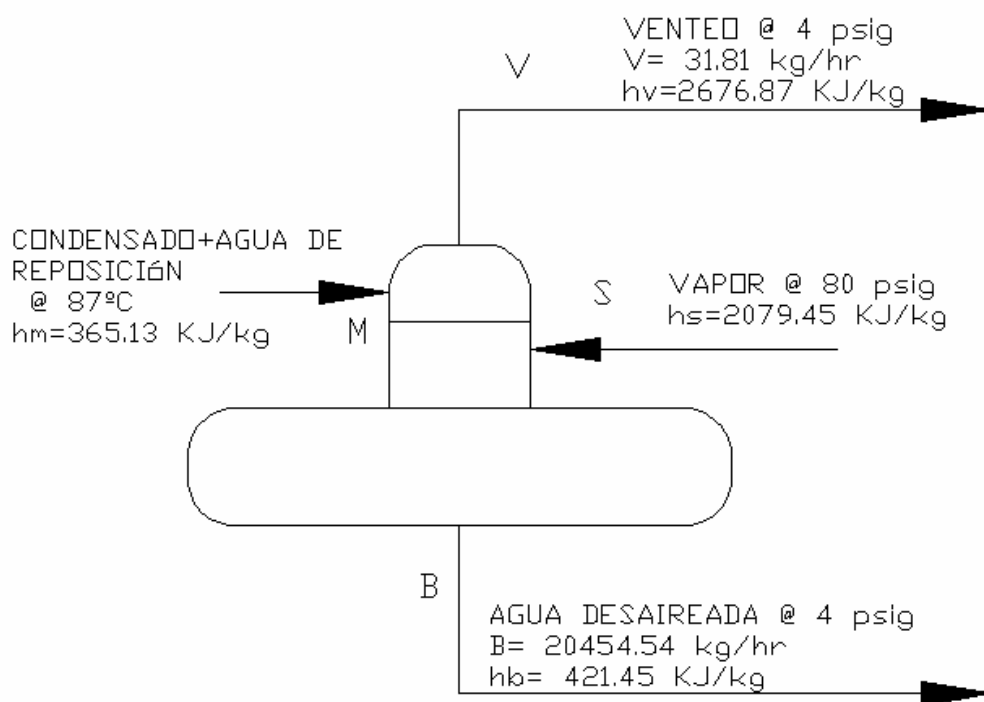 VENTEO @ 4 psig
V= 31.81 kg/hr
hv=2676.87 KJ/kg
V
CONDENSADO+AGUA DE
REPOSICIóN
@ 87ºC
hm=365.13 KJ/kg
M
S
VAPOR @ 80 psig
hs=2079.45 KJ/kg
B
AGUA DESAIREADA @ 4 psig
B= 20454.54 kg/hr
hb= 421.45 KJ/kg